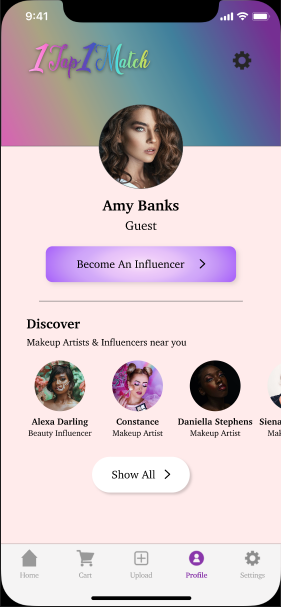 9:41
1Tap1Match
Amy Banks
Guest
Become An Influencer
Discover
Makeup Artists & Influencers near you
Alexa Darling Constance Daniella Stephens Siena
Beauty Influencer Makeup Artist Makeup Artist Mak
Show All
Home Cart Upload Profile Settings